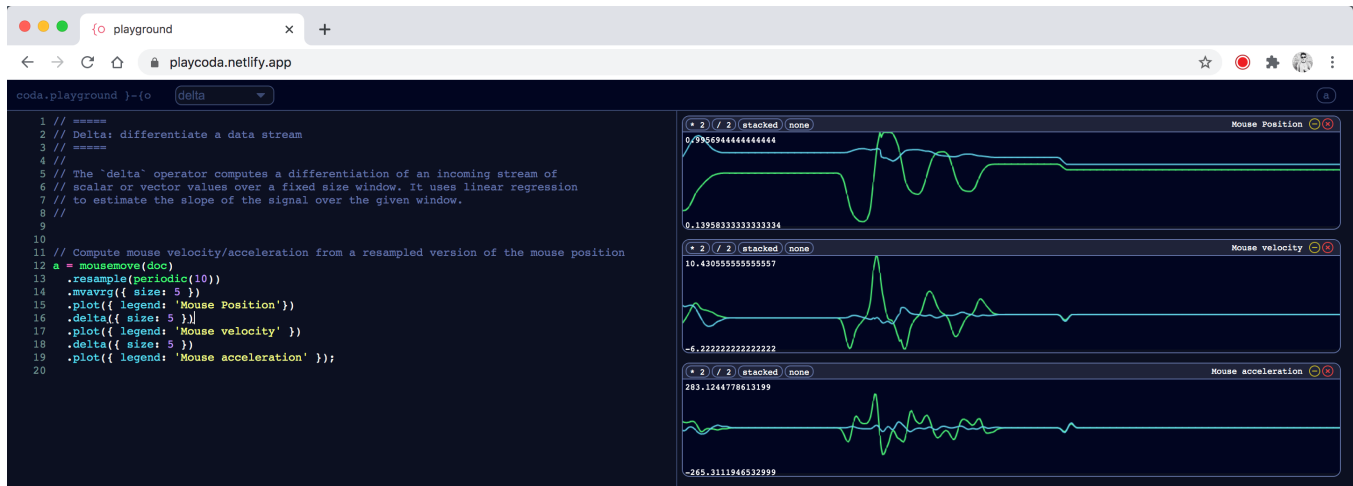 {o playground × +
playcoda.netlify.app
coda.playground }-{o delta a
1 // =====
2 // Delta: differentiate a data stream
3 // =====
4 //
5 // The `delta` operator computes a differentiation of an incoming stream of
6 // scalar or vector values over a fixed size window. It uses linear regression
7 // to estimate the slope of the signal over the given window.
8 //
9
10
11 // Compute mouse velocity/acceleration from a resampled version of the mouse position
12 a = mousemove(doc)
13 .resample(periodic(10))
14 .mvavrg({ size: 5 })
15 .plot({ legend: 'Mouse Position'})
16 .delta({ size: 5 })
17 .plot({ legend: 'Mouse velocity' })
18 .delta({ size: 5 })
19 .plot({ legend: 'Mouse acceleration' });
20
* 2 / 2 stacked none Mouse Position
0.995694444444444
0.13958333333333334
* 2 / 2 stacked none Mouse velocity
10.430555555555557
-6.222222222222222
* 2 / 2 stacked none Mouse acceleration
283.1244778613199
-265.3111946532999